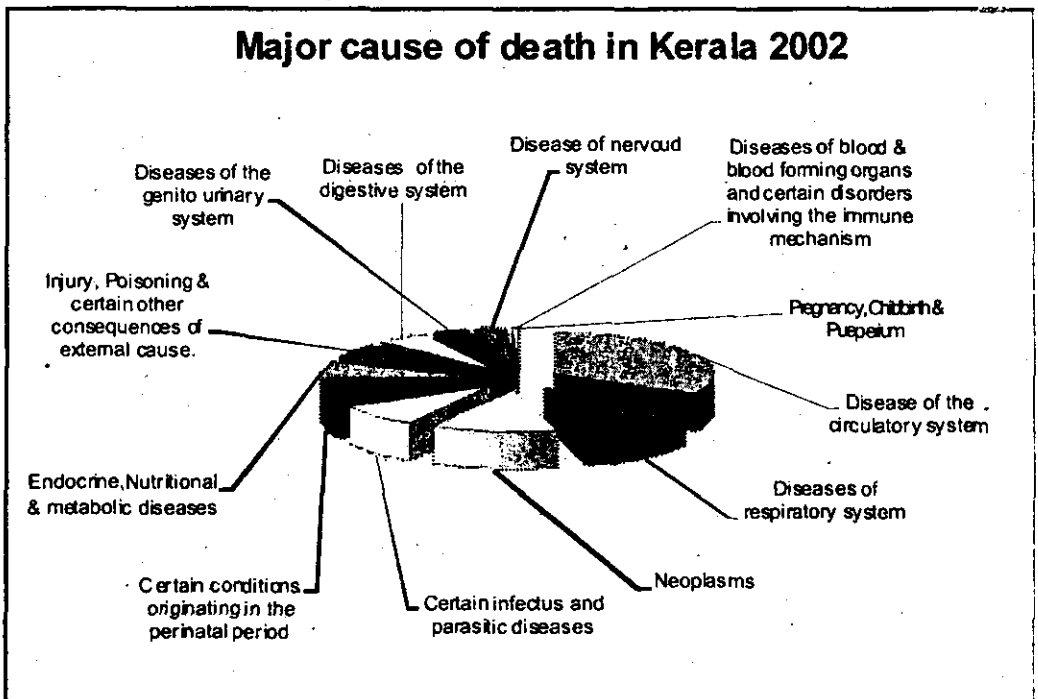 Major cause of death in Kerala 2002
Diseases of the
genito urinary
system
Diseases of the
digestive system
Disease of nervoud
system
Diseases of blood &
blood forming organs
and certain disorders
involving the immune
mechanism
Injury, Poisoning &
certain other
consequences of
external cause.
Pregnancy, Childbirth &
Puepeiium
Disease of the
circulatory system
Endocrine, Nutritional
& metabolic diseases
Diseases of
respiratory system
Certain conditions
originating in the
perinatal period
Certain infectus and
parasitic diseases
Neoplasms